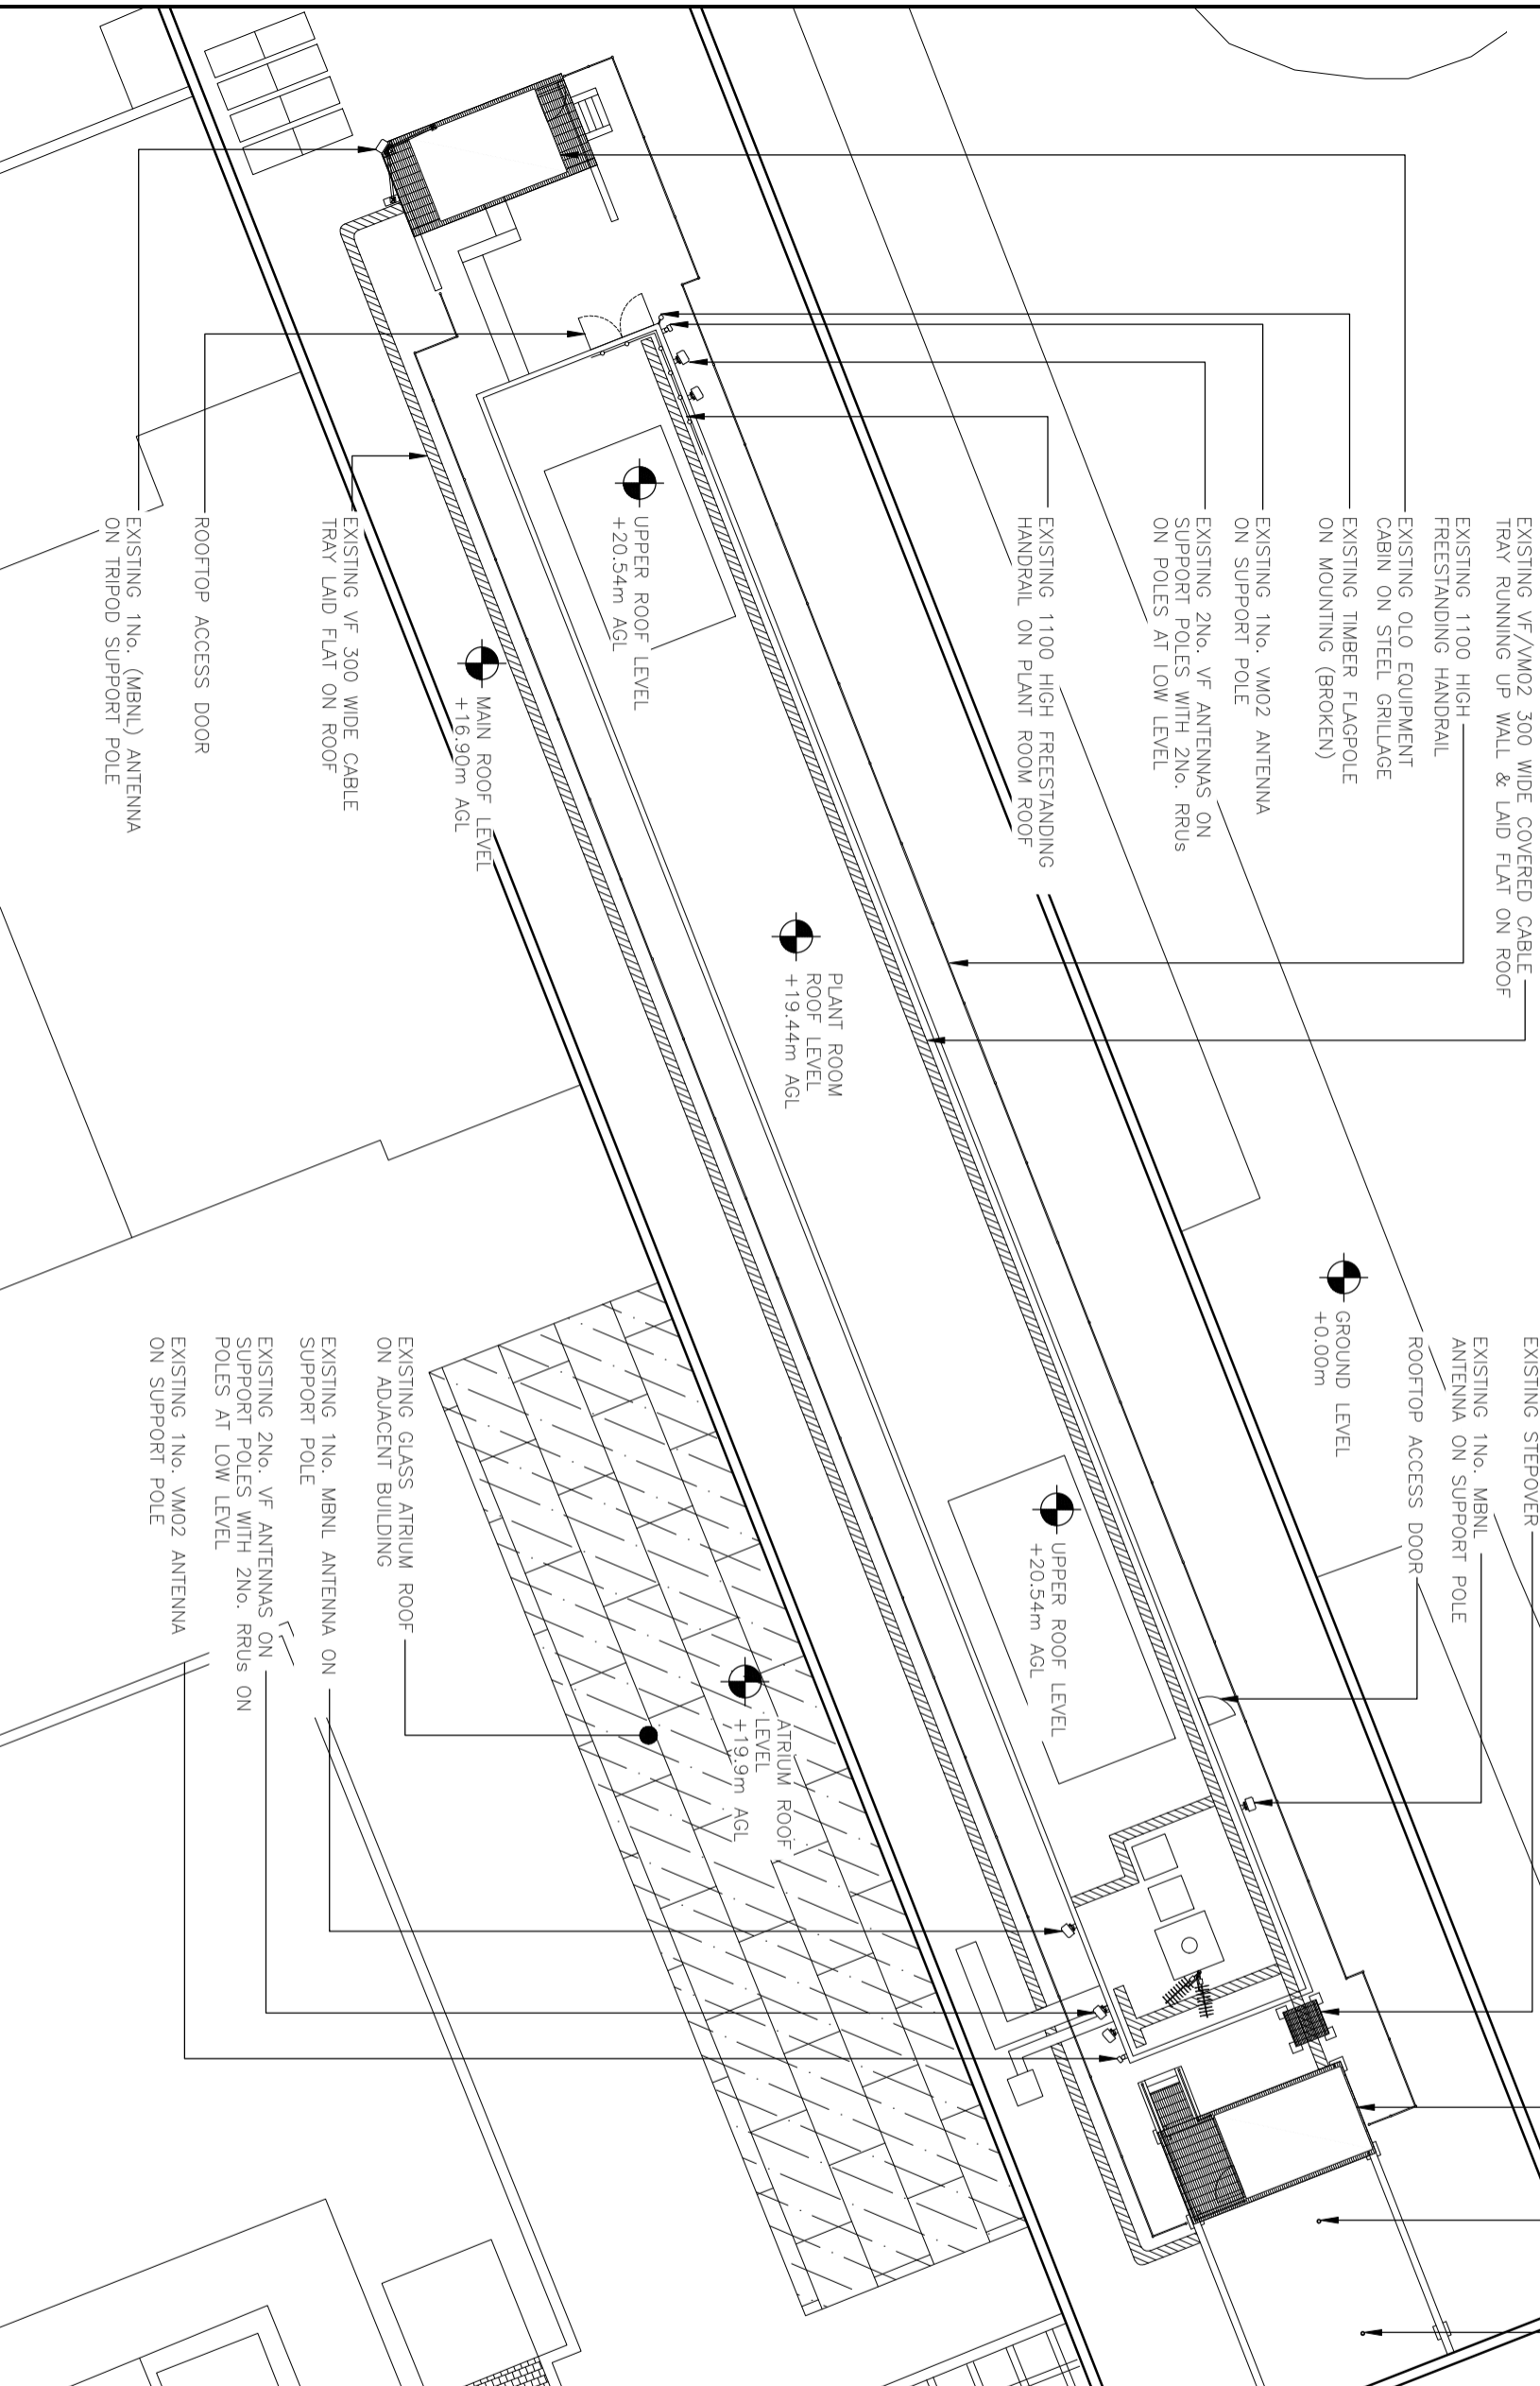 EXISTING VF/VMO2 300 WIDE COVERED CABLE
TRAY RUNNING UP WALL & LAID FLAT ON ROOF
EXISTING 1100 HIGH
FREESTANDING HANDRAIL
EXISTING OLO EQUIPMENT
CABIN ON STEEL GRILLAGE
EXISTING TIMBER FLAGPOLE
ON MOUNTING (BROKEN)
EXISTING 1No. VMO2 ANTENNA
ON SUPPORT POLE
EXISTING 2No. VF ANTENNAS ON
SUPPORT POLES WITH 2No. RRUs
ON POLES AT LOW LEVEL
EXISTING 1100 HIGH FREESTANDING
HANDRAIL ON PLANT ROOM ROOF
UPPER ROOF LEVEL
+20.54m AGL
MAIN ROOF LEVEL
+16.90m AGL
EXISTING VF 300 WIDE CABLE
TRAY LAID FLAT ON ROOF
ROOFTOP ACCESS DOOR
EXISTING 1No. (MBNL) ANTENNA
ON TRIPOD SUPPORT POLE
PLANT ROOM
ROOF LEVEL
+19.44m AGL
EXISTING STEPOVER
EXISTING 1No. MBNL
ANTENNA ON SUPPORT POLE
ROOFTOP ACCESS DOOR
GROUND LEVEL
+0.00m
UPPER ROOF LEVEL
+20.54m AGL
ATRIUM ROOF
LEVEL
+19.9m AGL
EXISTING GLASS ATRIUM ROOF
ON ADJACENT BUILDING
EXISTING 1No. MBNL ANTENNA ON
SUPPORT POLE
EXISTING 2No. VF ANTENNAS ON
SUPPORT POLES WITH 2No. RRUs ON
POLES AT LOW LEVEL
EXISTING 1No. VMO2 ANTENNA
ON SUPPORT POLE